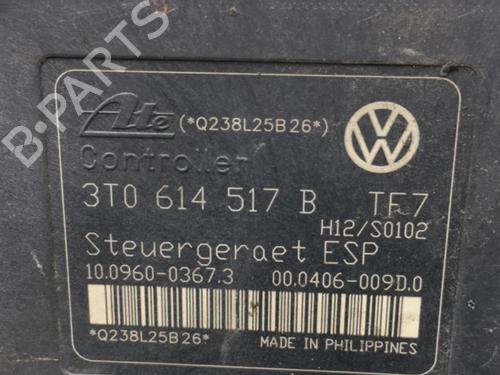 Ate (*Q238L25B26*)
Controller
3T0 614 517 B TF7
H12/S0102
Steuergeraet ESP
10.0960-0367.3 00.0406-009D.0
*Q238L25B26* MADE IN PHILIPPINES